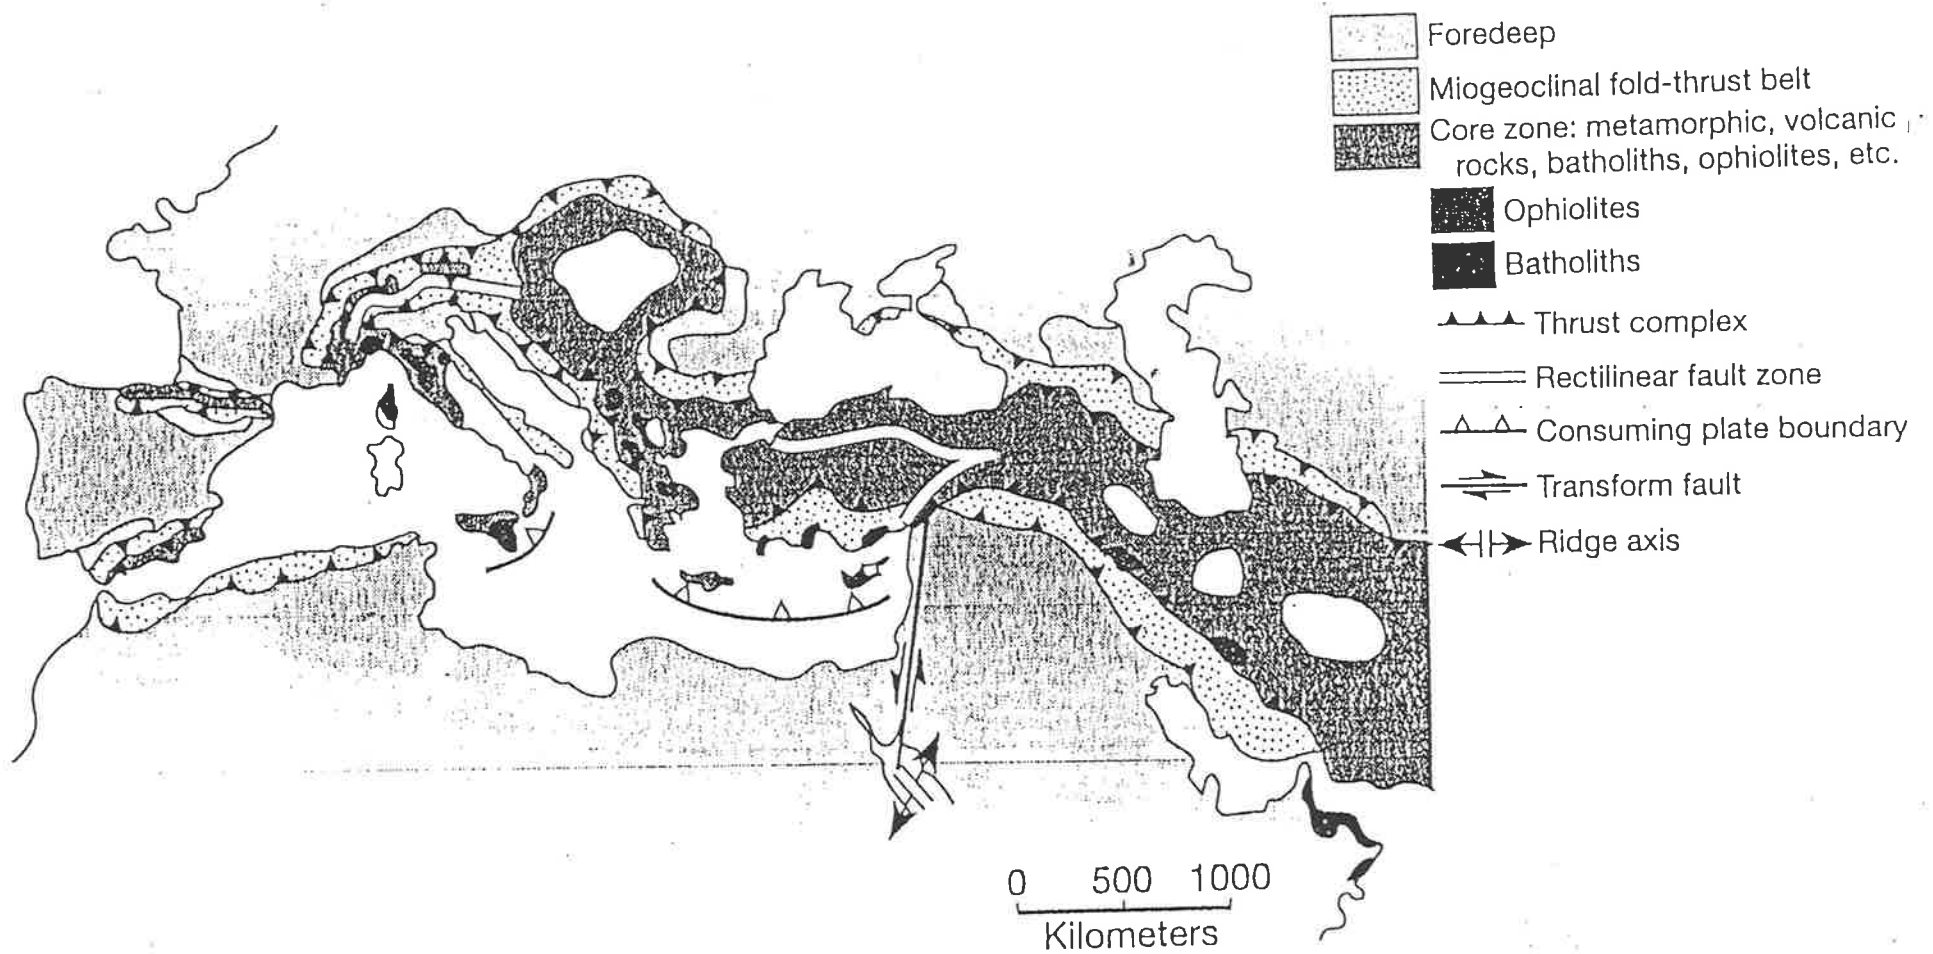 Foredeep
Miogeoclinal fold-thrust belt
Core zone: metamorphic, volcanic
rocks, batholiths, ophiolites, etc.
Ophiolites
Batholiths
Thrust complex
Rectilinear fault zone
Consuming plate boundary
Transform fault
Ridge axis
0 500 1000
Kilometers